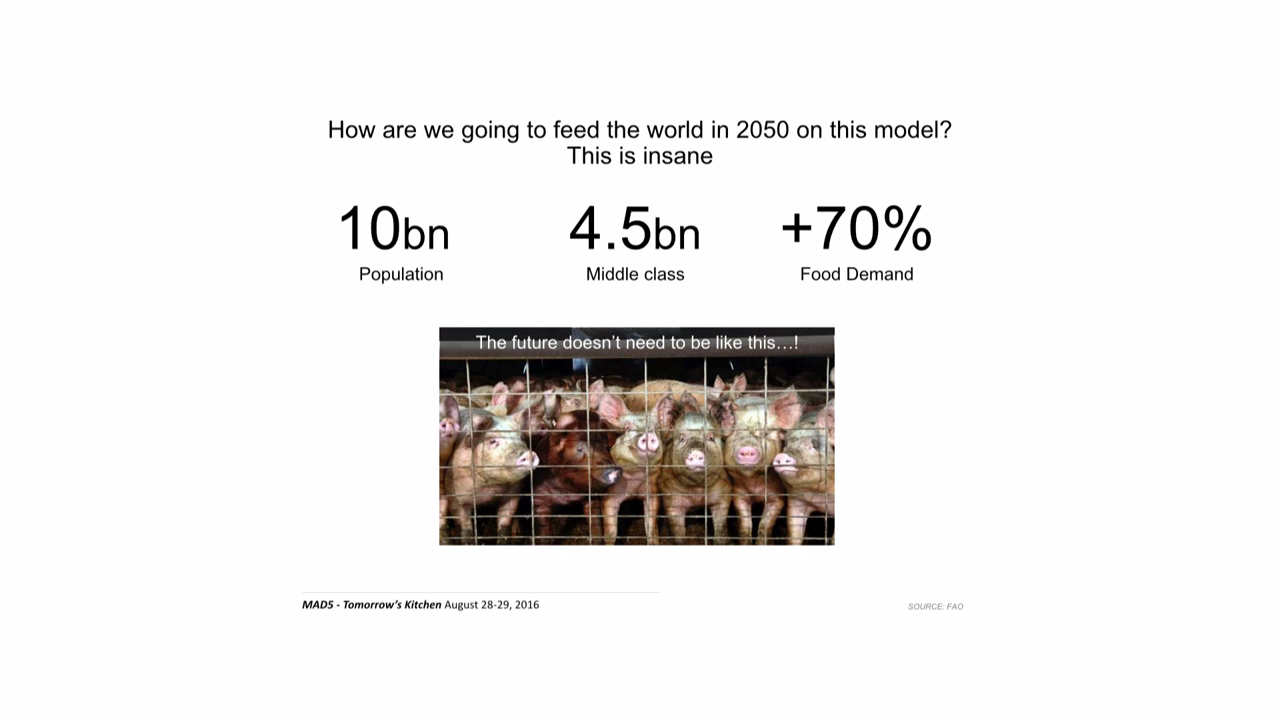 How are we going to feed the world in 2050 on this model?
This is insane
10bn
Population
4.5bn
Middle class
+70%
Food Demand
The future doesn’t need to be like this…!
MAD5 - Tomorrow’s Kitchen August 28-29, 2016
SOURCE: FAO